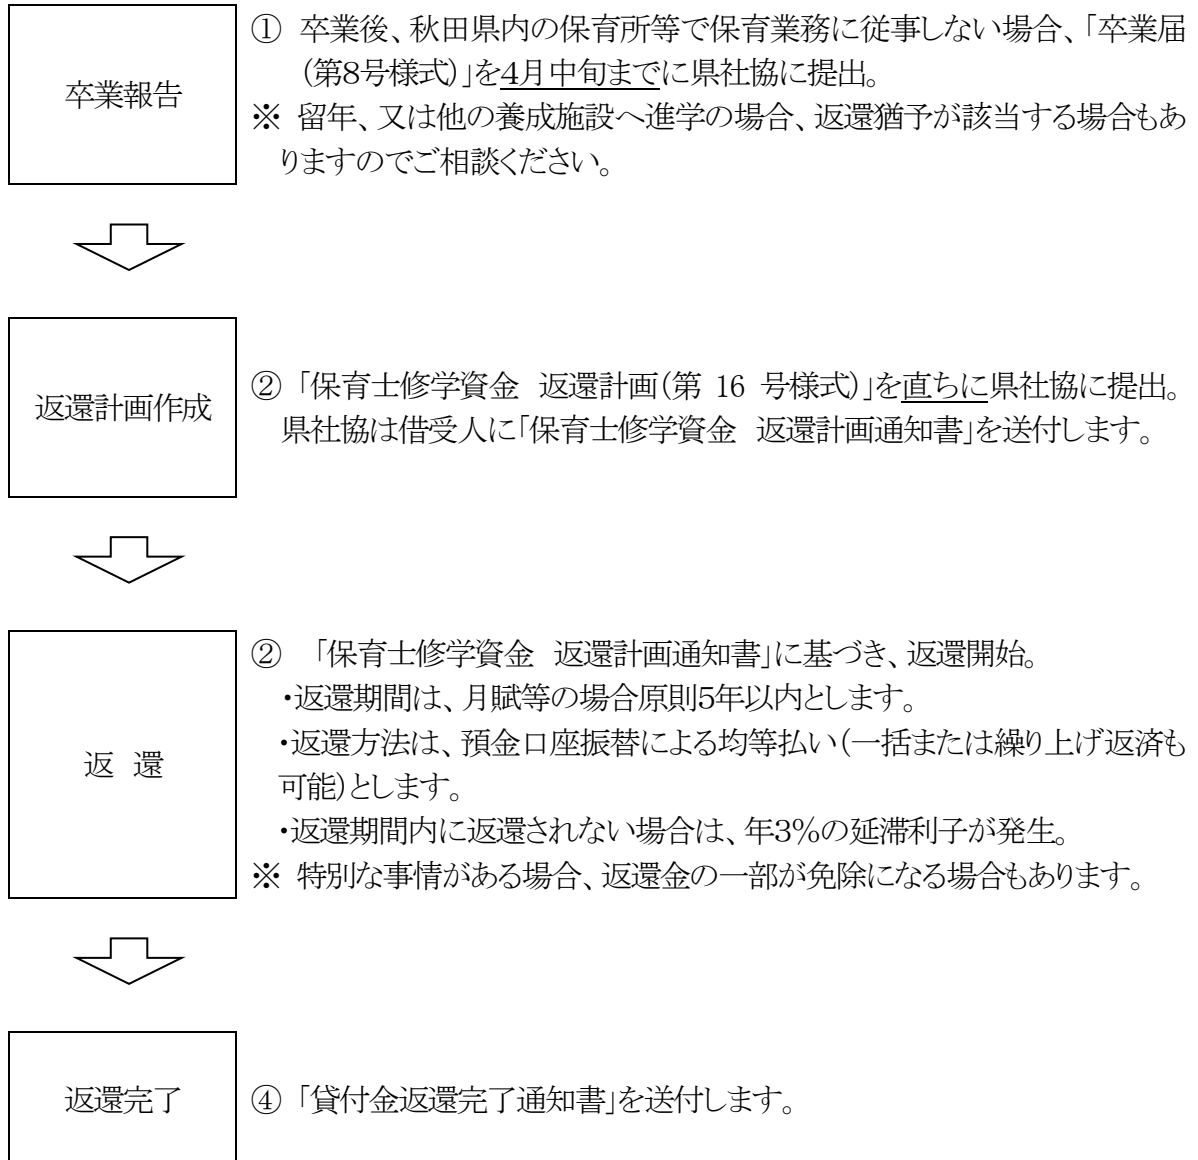 卒業報告
① 卒業後、秋田県内の保育所等で保育業務に従事しない場合、「卒業届
(第8号様式)」を4月中旬までに県社協に提出。
※ 留年、又は他の養成施設へ進学の場合、返還猶予が該当する場合もあ
りますのでご相談ください。
返還計画作成
② 「保育士修学資金 返還計画(第 16 号様式)」を直ちに県社協に提出。
県社協は借受人に「保育士修学資金 返還計画通知書」を送付します。
返 還
② 「保育士修学資金 返還計画通知書」に基づき、返還開始。
・返還期間は、月賦等の場合原則5年以内とします。
・返還方法は、預金口座振替による均等払い(一括または繰り上げ返済も
可能)とします。
・返還期間内に返還されない場合は、年3%の延滞利子が発生。
※ 特別な事情がある場合、返還金の一部が免除になる場合もあります。
返還完了
④ 「貸付金返還完了通知書」を送付します。